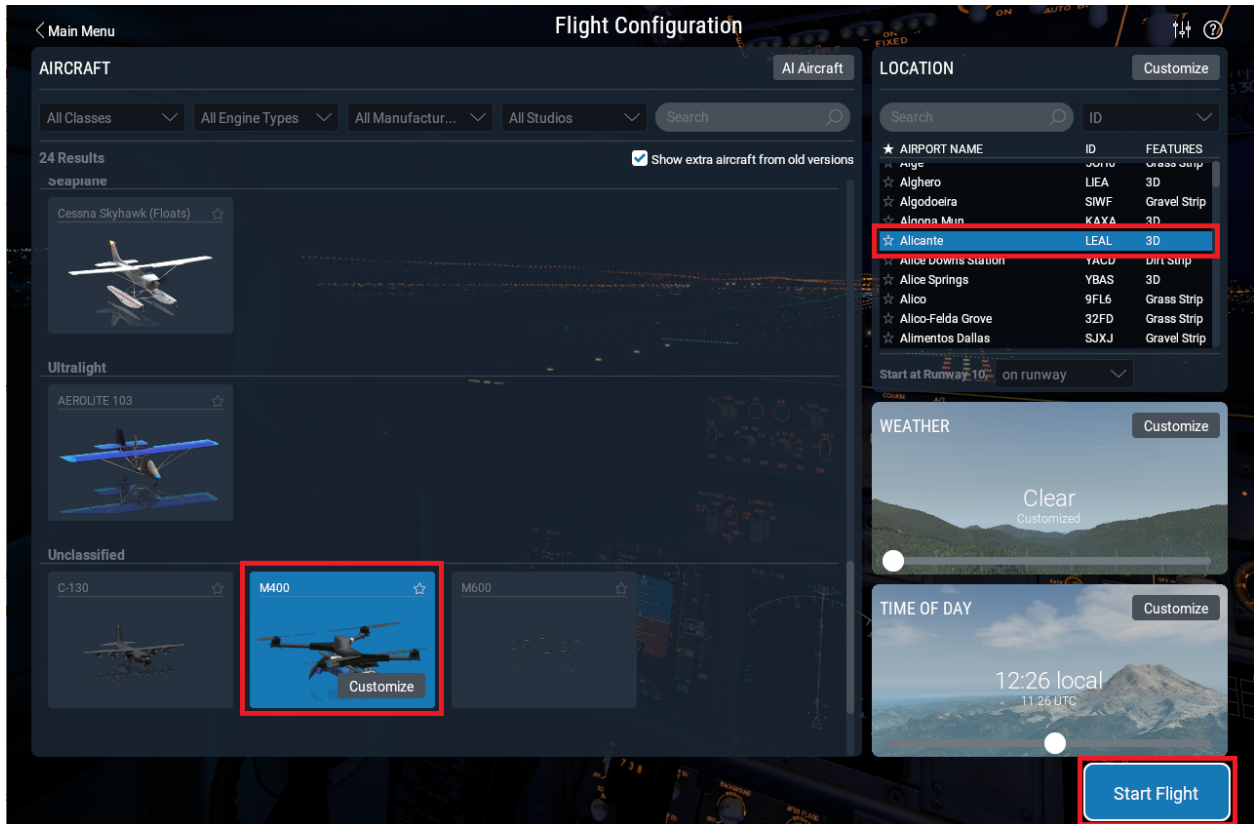 Main Menu
Flight Configuration
AIRCRAFT
AI Aircraft
All Classes
All Engine Types
All Manufactur...
All Studios
Search
24 Results
Show extra aircraft from old versions
Seaplane
Cessna Skyhawk (Floats)
Ultralight
AEROLITE 103
Unclassified
C-130
M400
Customize
M600
LOCATION
Customize
Search
ID
AIRPORT NAME ID FEATURES
Alghero LIEA 3D
Algodoeira SIWF Gravel Strip
Algona Mun KAXA 3D
Alicante LEAL 3D
Alice Downs Station YACD Dirt Strip
Alice Springs YBAS 3D
Alico 9FL6 Grass Strip
Alico-Felda Grove 32FD Grass Strip
Alimentos Dallas SJXJ Gravel Strip
Start at Runway 10,
on runway
WEATHER
Customize
Clear
Customized
TIME OF DAY
Customize
12:26 local
11:26 UTC
Start Flight